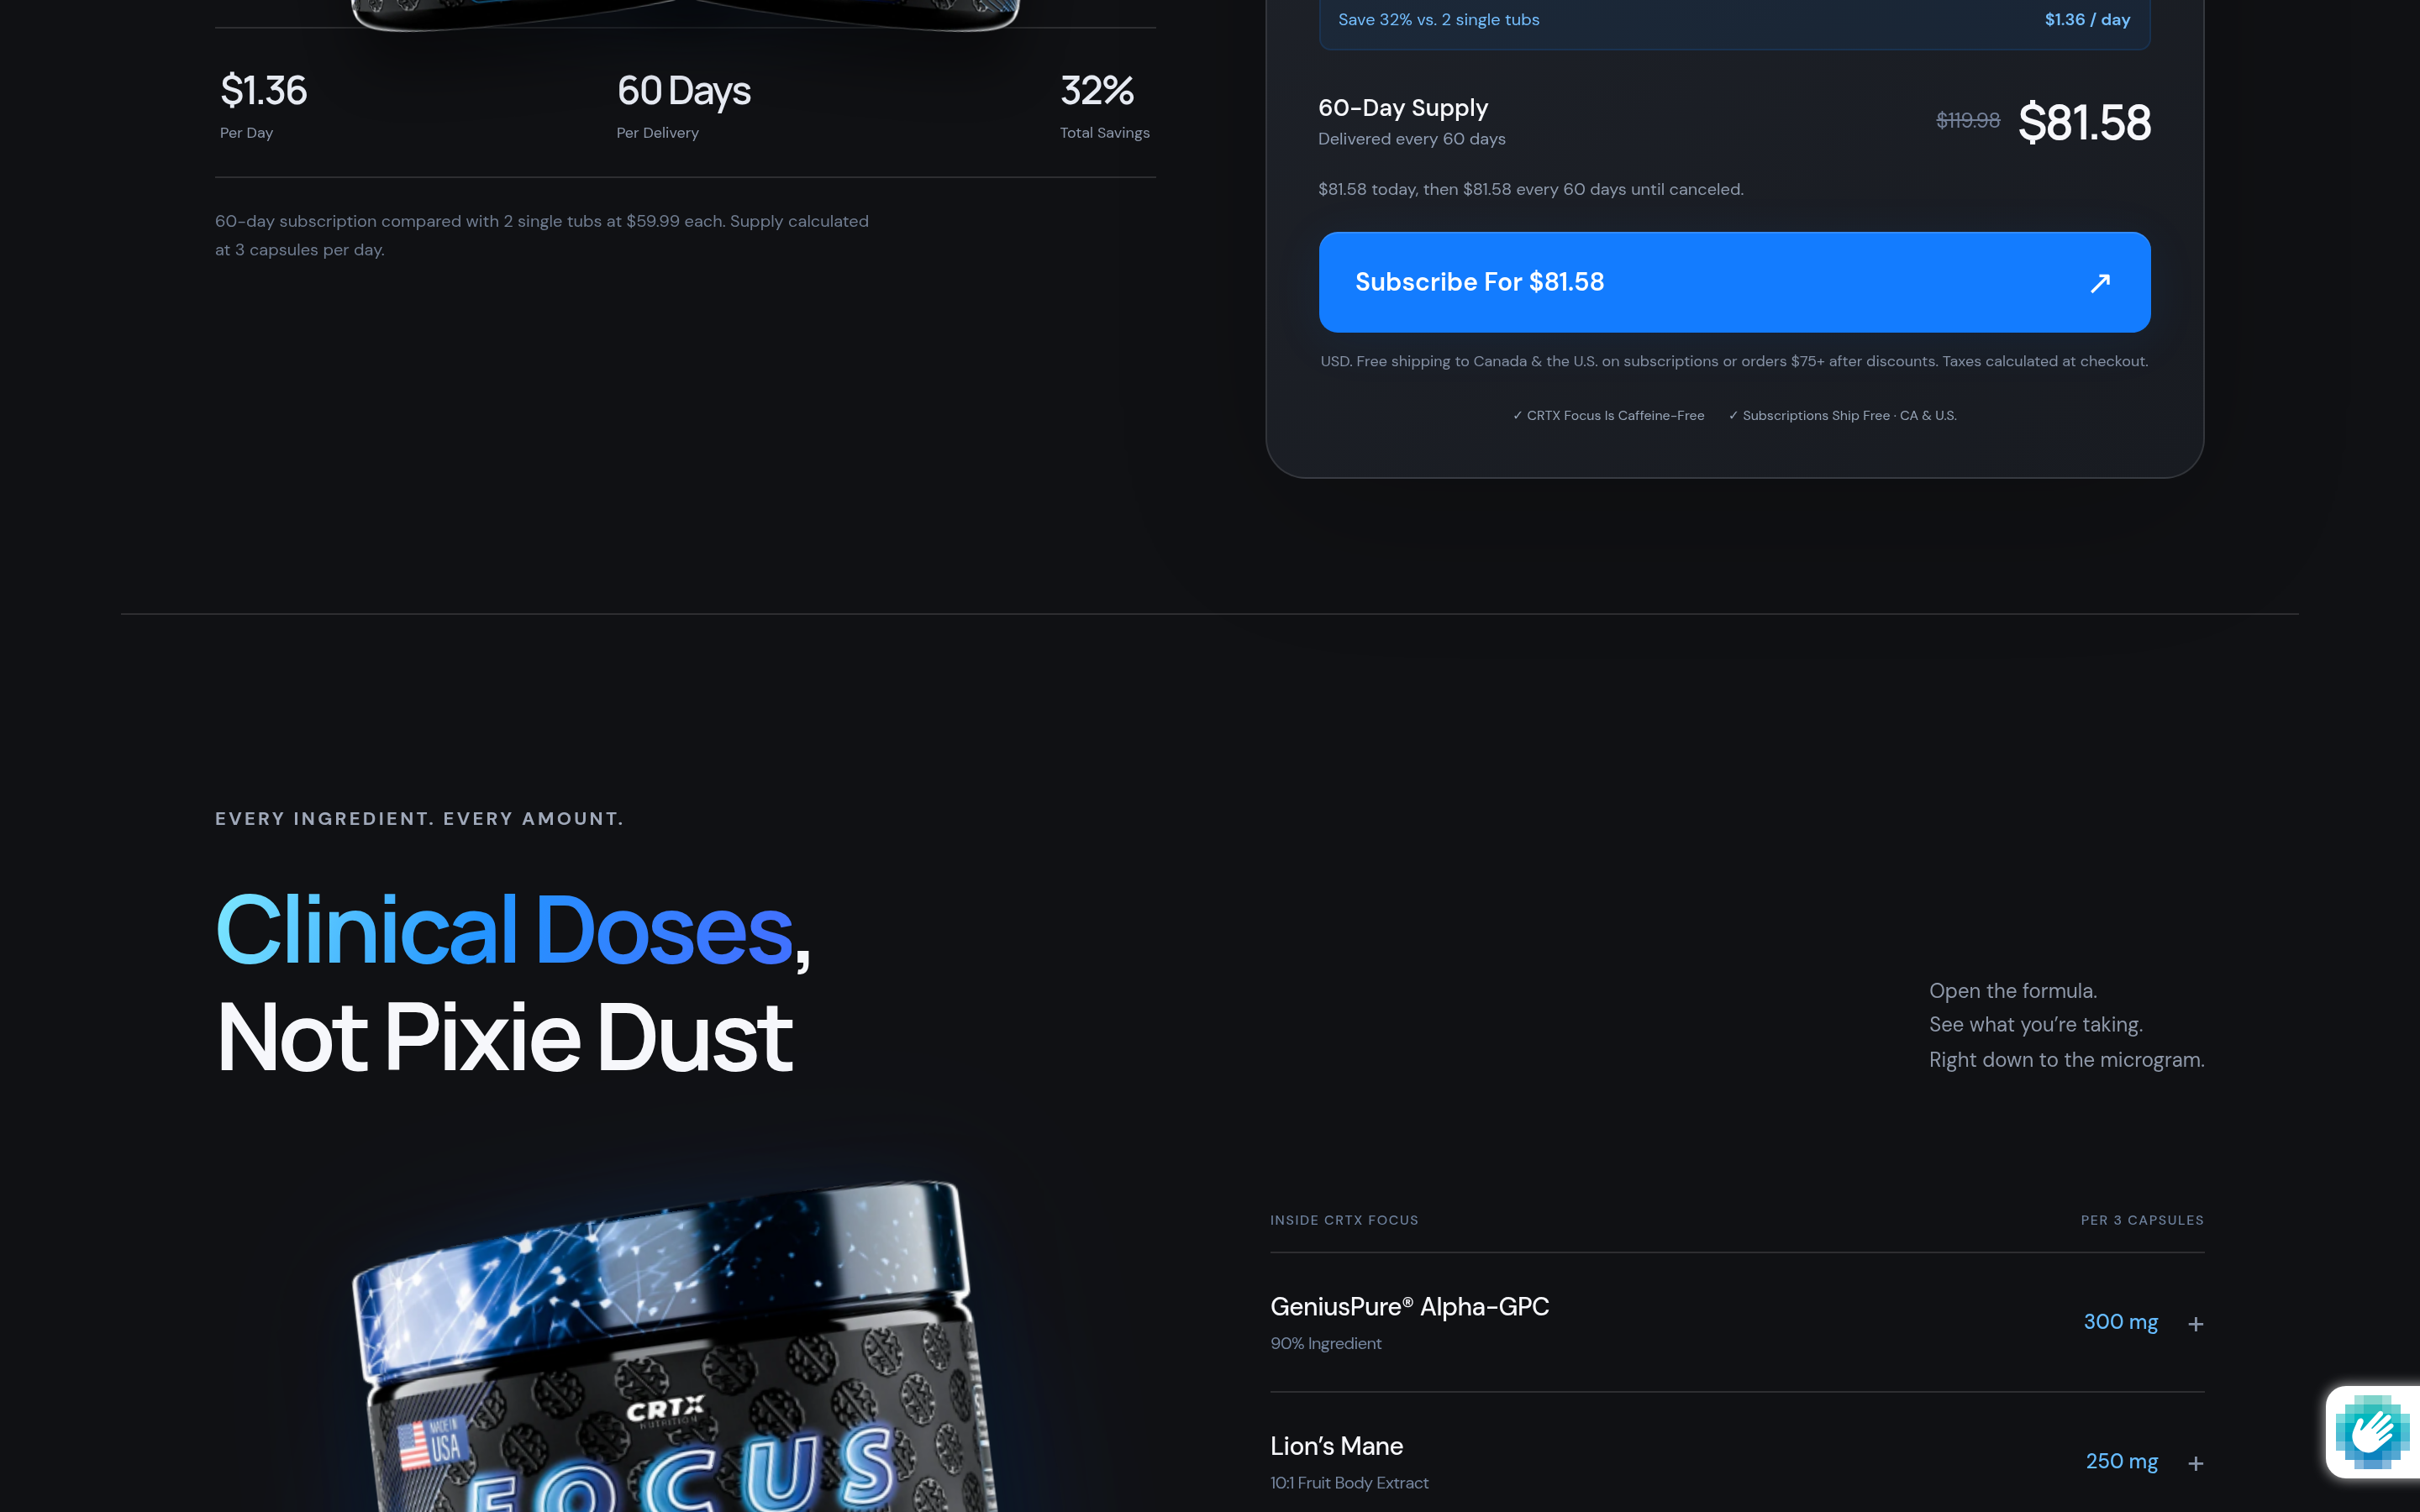 Save 32% vs. 2 single tubs
$1.36 / day
$1.36
Per Day
60 Days
Per Delivery
32%
Total Savings
60-day subscription compared with 2 single tubs at $59.99 each. Supply calculated
at 3 capsules per day.
60-Day Supply
Delivered every 60 days
$119.98 $81.58
$81.58 today, then $81.58 every 60 days until canceled.
Subscribe For $81.58 ↗
USD. Free shipping to Canada & the U.S. on subscriptions or orders $75+ after discounts. Taxes calculated at checkout.
✓ CRTX Focus Is Caffeine-Free ✓ Subscriptions Ship Free · CA & U.S.
EVERY INGREDIENT. EVERY AMOUNT.
Clinical Doses,
Not Pixie Dust
Open the formula.
See what you’re taking.
Right down to the microgram.
CRTX
NUTRITION
MADE IN
USA
FOCUS
INSIDE CRTX FOCUS
PER 3 CAPSULES
GeniusPure® Alpha-GPC
90% Ingredient
300 mg +
Lion’s Mane
10:1 Fruit Body Extract
250 mg +